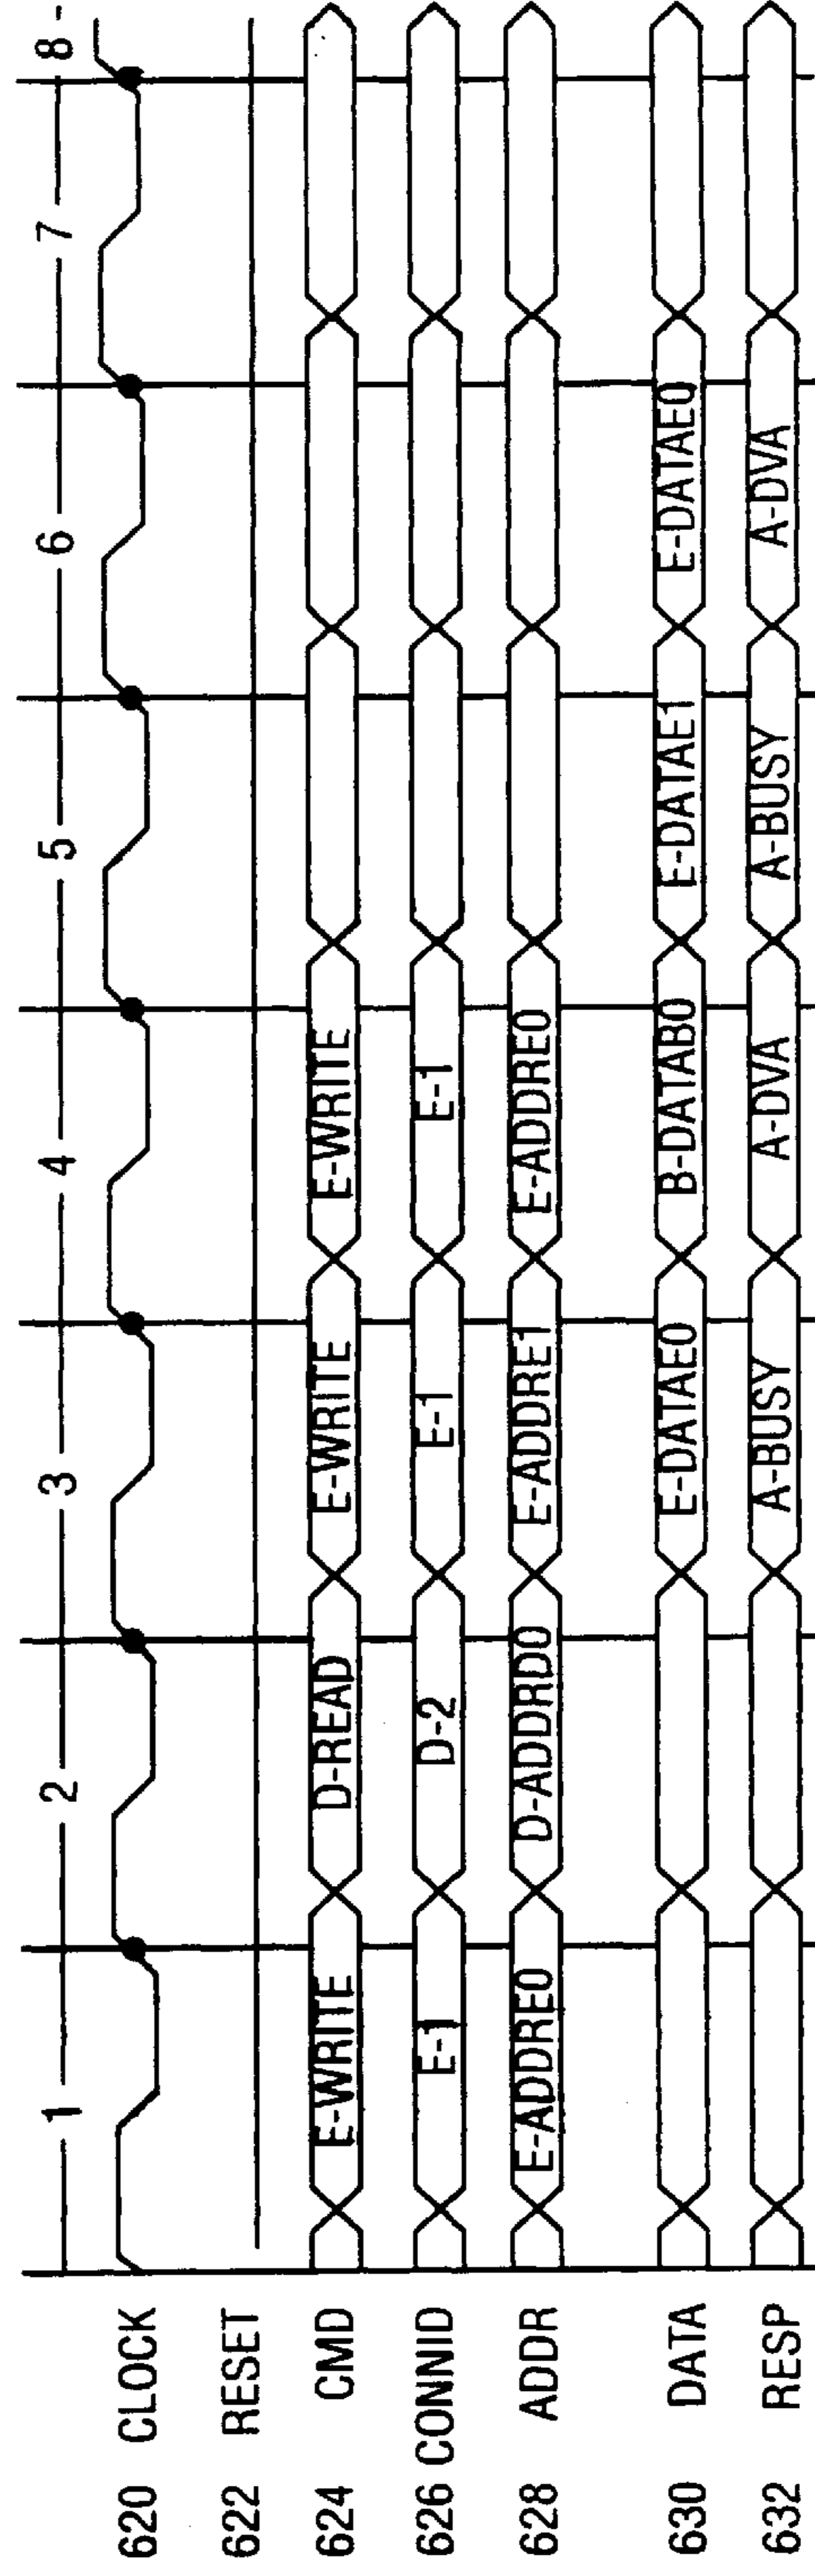 1 2 3 4 5 6 7 8
620 CLOCK
622 RESET
624 CMD E-WRITE D-READ E-WRITE E-WRITE
626 CONNID E-1 D-2 E-1 E-1
628 ADDR E-ADDRE0 D-ADDRD0 E-ADDRE1 E-ADDRE0
630 DATA E-DATAE0 B-DATAB0 E-DATAE1 E-DATAE0
632 RESP A-BUSY A-DVA A-BUSY A-DVA